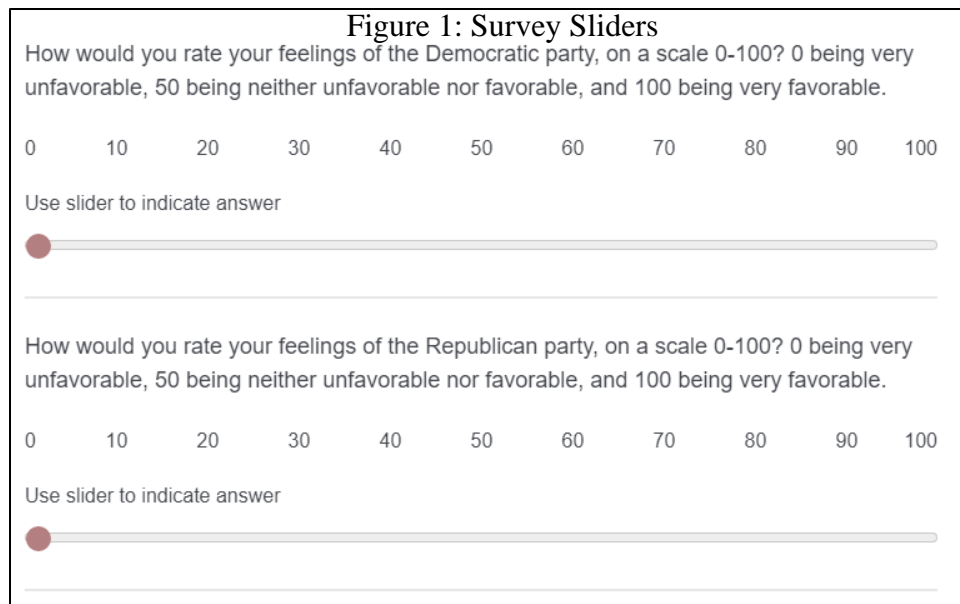 Figure 1: Survey Sliders
How would you rate your feelings of the Democratic party, on a scale 0-100? 0 being very
unfavorable, 50 being neither unfavorable nor favorable, and 100 being very favorable.
0 10 20 30 40 50 60 70 80 90 100
Use slider to indicate answer
How would you rate your feelings of the Republican party, on a scale 0-100? 0 being very
unfavorable, 50 being neither unfavorable nor favorable, and 100 being very favorable.
0 10 20 30 40 50 60 70 80 90 100
Use slider to indicate answer